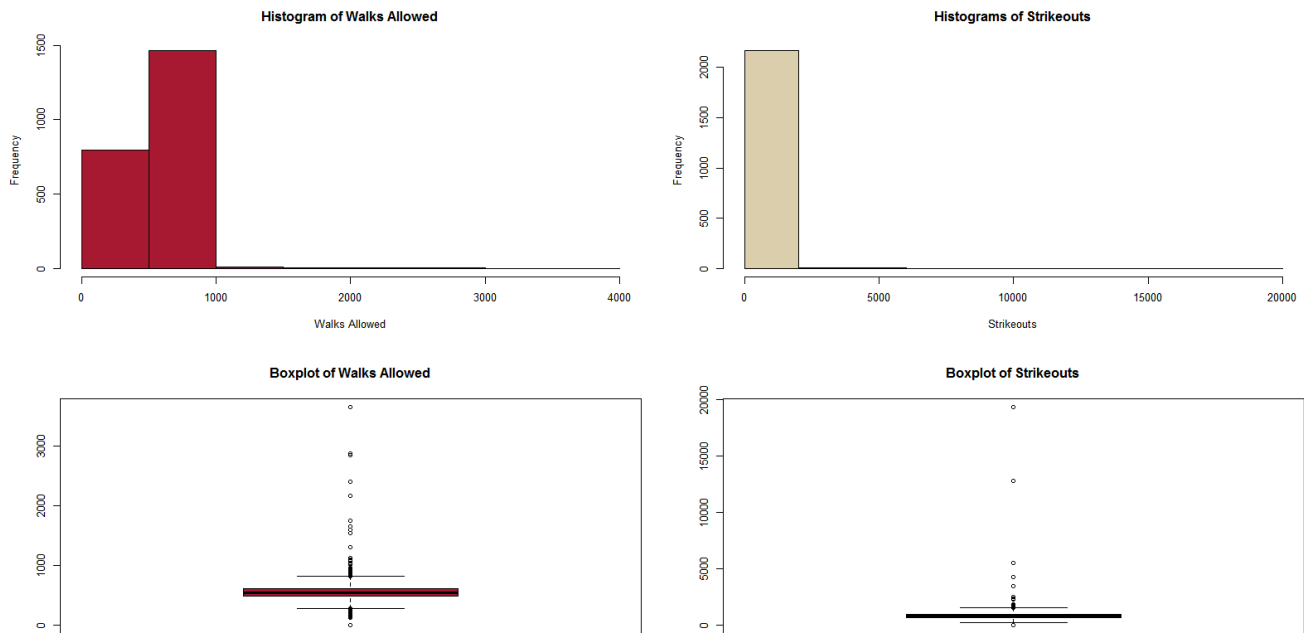 Histogram of Walks Allowed
Frequency
0
500
1000
1500
0 1000 2000 3000 4000
Walks Allowed
Histograms of Strikeouts
Frequency
0
500
1000
1500
2000
0 5000 10000 15000 20000
Strikeouts
Boxplot of Walks Allowed
0
1000
2000
3000
Boxplot of Strikeouts
0
5000
10000
15000
20000